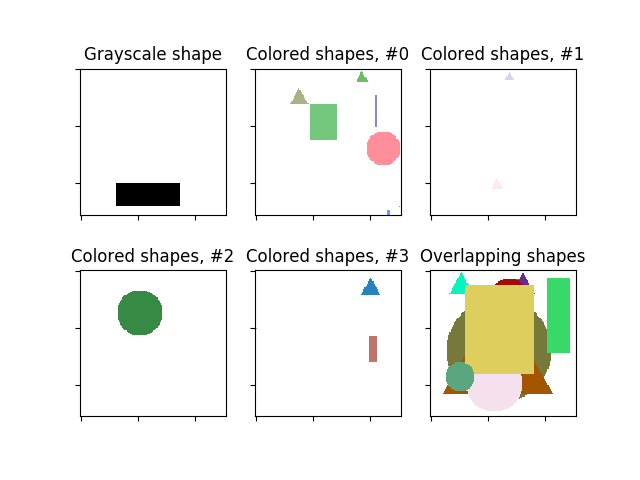 Grayscale shape
Colored shapes, #0
Colored shapes, #1
Colored shapes, #2
Colored shapes, #3
Overlapping shapes